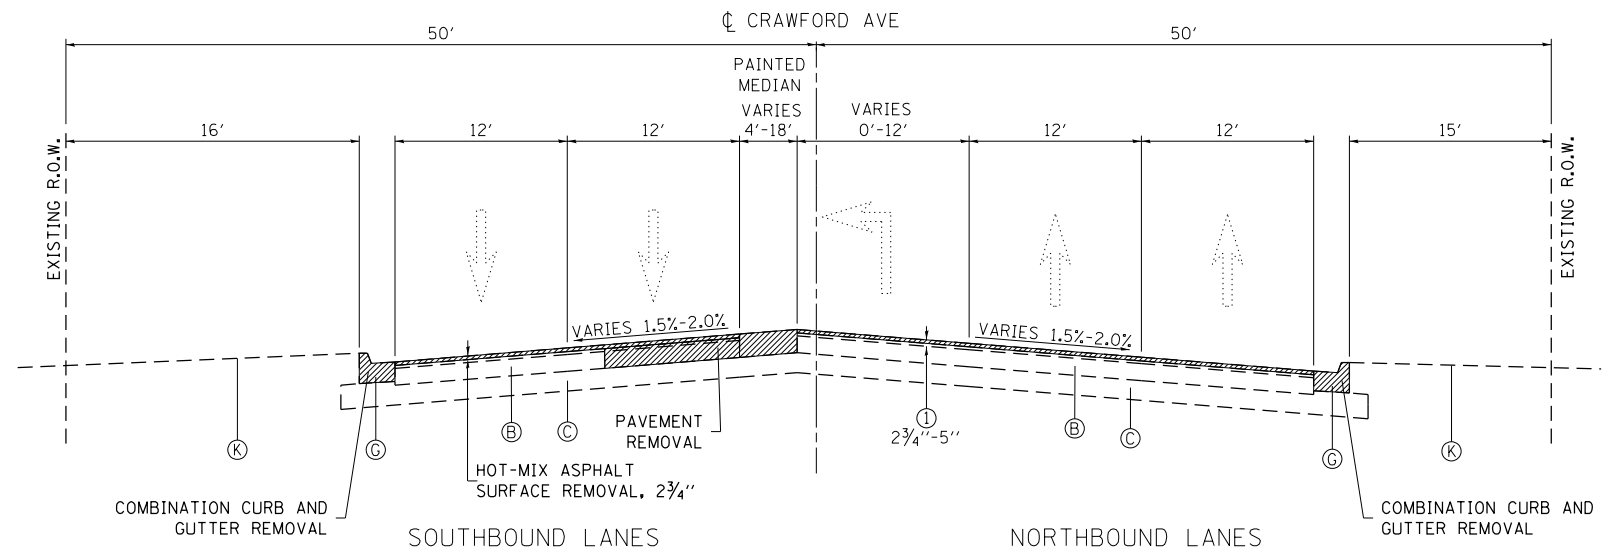 ℄ CRAWFORD AVE
50' 50'
PAINTED
MEDIAN
VARIES
4'-18'
VARIES
0'-12'
16' 12' 12' 12' 12' 15'
EXISTING R.O.W.
EXISTING R.O.W.
VARIES 1.5%-2.0%
VARIES 1.5%-2.0%
K G B C
PAVEMENT
REMOVAL
1
2¾''-5''
B C G K
HOT-MIX ASPHALT
SURFACE REMOVAL, 2¾''
COMBINATION CURB AND
GUTTER REMOVAL
COMBINATION CURB AND
GUTTER REMOVAL
SOUTHBOUND LANES
NORTHBOUND LANES